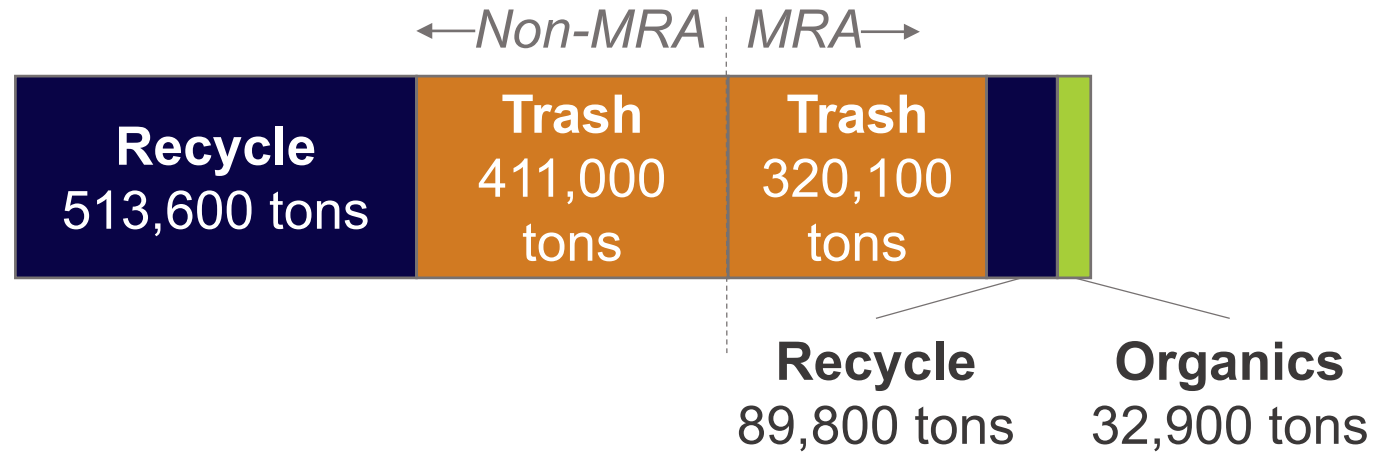 Non-MRA
MRA
Recycle
513,600 tons
Trash
411,000
tons
Trash
320,100
tons
Recycle
89,800 tons
Organics
32,900 tons